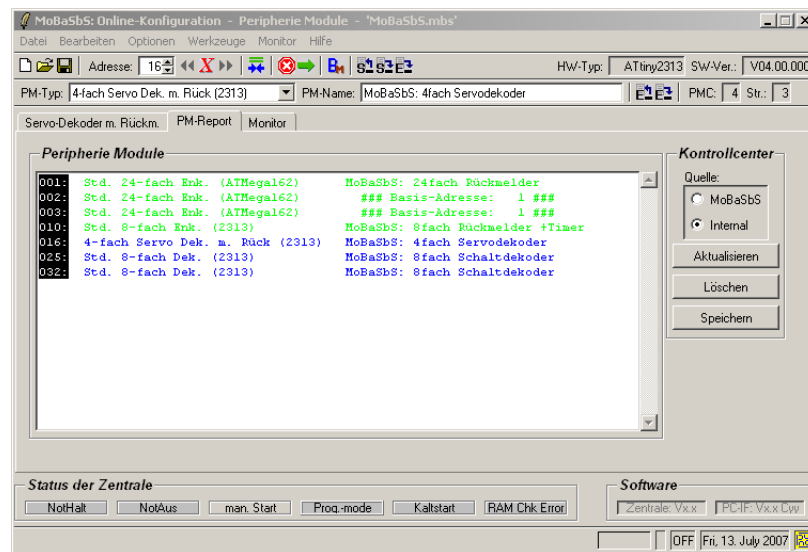 MoBaSbS: Online-Konfiguration - Peripherie Module - 'MoBaSbS.mbs'
Datei Bearbeiten Optionen Werkzeuge Monitor Hilfe
Adresse: 16 HW-Typ: ATtiny2313 SW-Ver.: V04.00.000
PM-Typ: 4-fach Servo Dek. m. Rück (2313) PM-Name: MoBaSbS: 4fach Servodekoder PMC: 4 Str.: 3
Servo-Dekoder m. Rückm. PM-Report Monitor
Peripherie Module Kontrollcenter
Quelle:
MoBaSbS
Internal
Aktualisieren
Löschen
Speichern
001: Std. 24-fach Enk. (ATMega162) MoBaSbS: 24fach Rückmelder
002: Std. 24-fach Enk. (ATMega162) ### Basis-Adresse: 1 ###
003: Std. 24-fach Enk. (ATMega162) ### Basis-Adresse: 1 ###
010: Std. 8-fach Enk. (2313) MoBaSbS: 8fach Rückmelder +Timer
016: 4-fach Servo Dek. m. Rück (2313) MoBaSbS: 4fach Servodekoder
025: Std. 8-fach Dek. (2313) MoBaSbS: 8fach Schaltdekoder
032: Std. 8-fach Dek. (2313) MoBaSbS: 8fach Schaltdekoder
Status der Zentrale Software
NotHalt NotAus man. Start Prog.-mode Kaltstart RAM Chk Error Zentrale: Vx.x PC-IF: Vx.x Cyy
OFF Fri, 13. July 2007